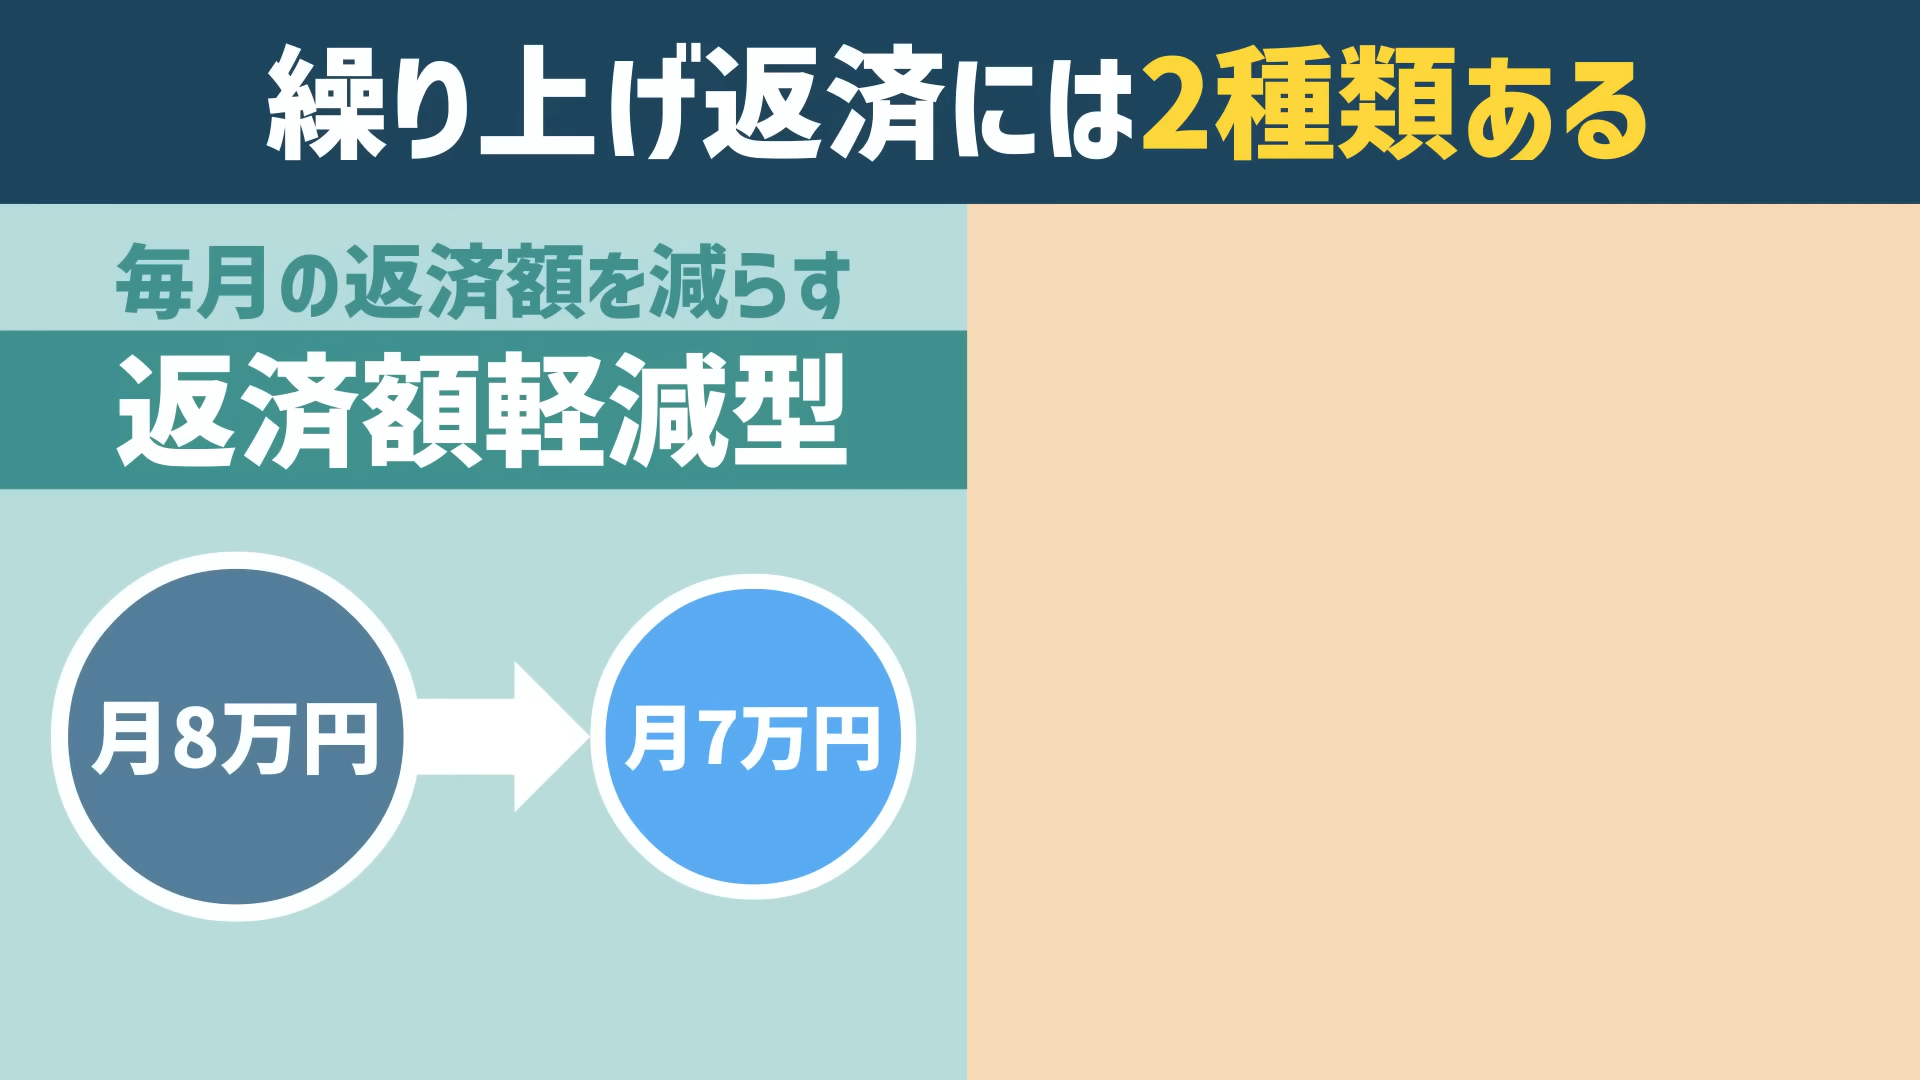 繰り上げ返済には2種類ある
毎月の返済額を減らす
返済額軽減型
月8万円
月7万円